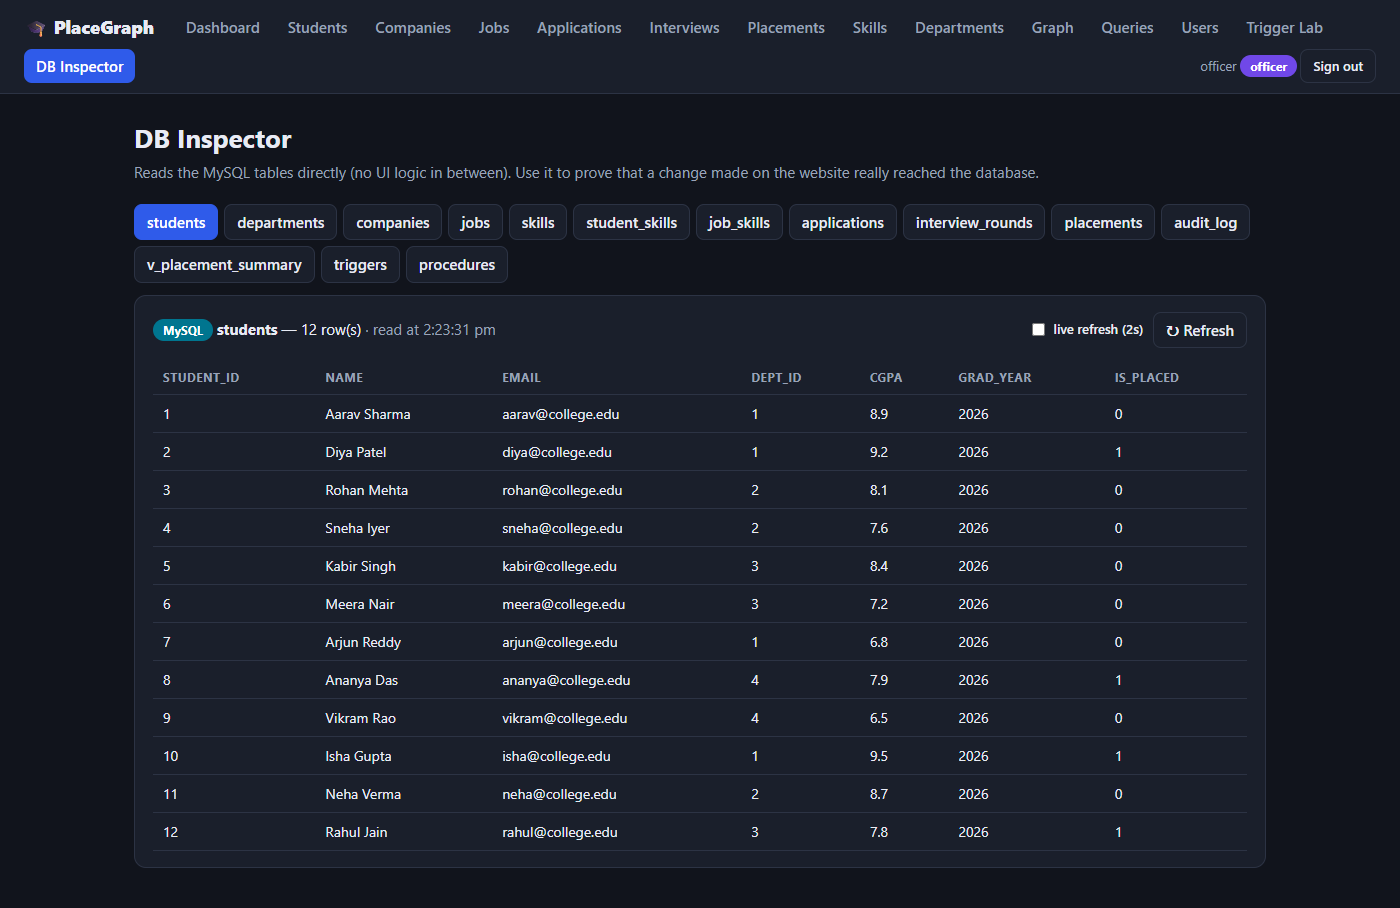 PlaceGraph Dashboard Students Companies Jobs Applications Interviews Placements Skills Departments Graph Queries Users Trigger Lab
DB Inspector officer officer Sign out
DB Inspector
Reads the MySQL tables directly (no UI logic in between). Use it to prove that a change made on the website really reached the database.
students departments companies jobs skills student_skills job_skills applications interview_rounds placements audit_log
v_placement_summary triggers procedures
MySQL students — 12 row(s) · read at 2:23:31 pm live refresh (2s) ↻ Refresh
STUDENT_ID NAME EMAIL DEPT_ID CGPA GRAD_YEAR IS_PLACED
1 Aarav Sharma aarav@college.edu 1 8.9 2026 0
2 Diya Patel diya@college.edu 1 9.2 2026 1
3 Rohan Mehta rohan@college.edu 2 8.1 2026 0
4 Sneha Iyer sneha@college.edu 2 7.6 2026 0
5 Kabir Singh kabir@college.edu 3 8.4 2026 0
6 Meera Nair meera@college.edu 3 7.2 2026 0
7 Arjun Reddy arjun@college.edu 1 6.8 2026 0
8 Ananya Das ananya@college.edu 4 7.9 2026 1
9 Vikram Rao vikram@college.edu 4 6.5 2026 0
10 Isha Gupta isha@college.edu 1 9.5 2026 1
11 Neha Verma neha@college.edu 2 8.7 2026 0
12 Rahul Jain rahul@college.edu 3 7.8 2026 1